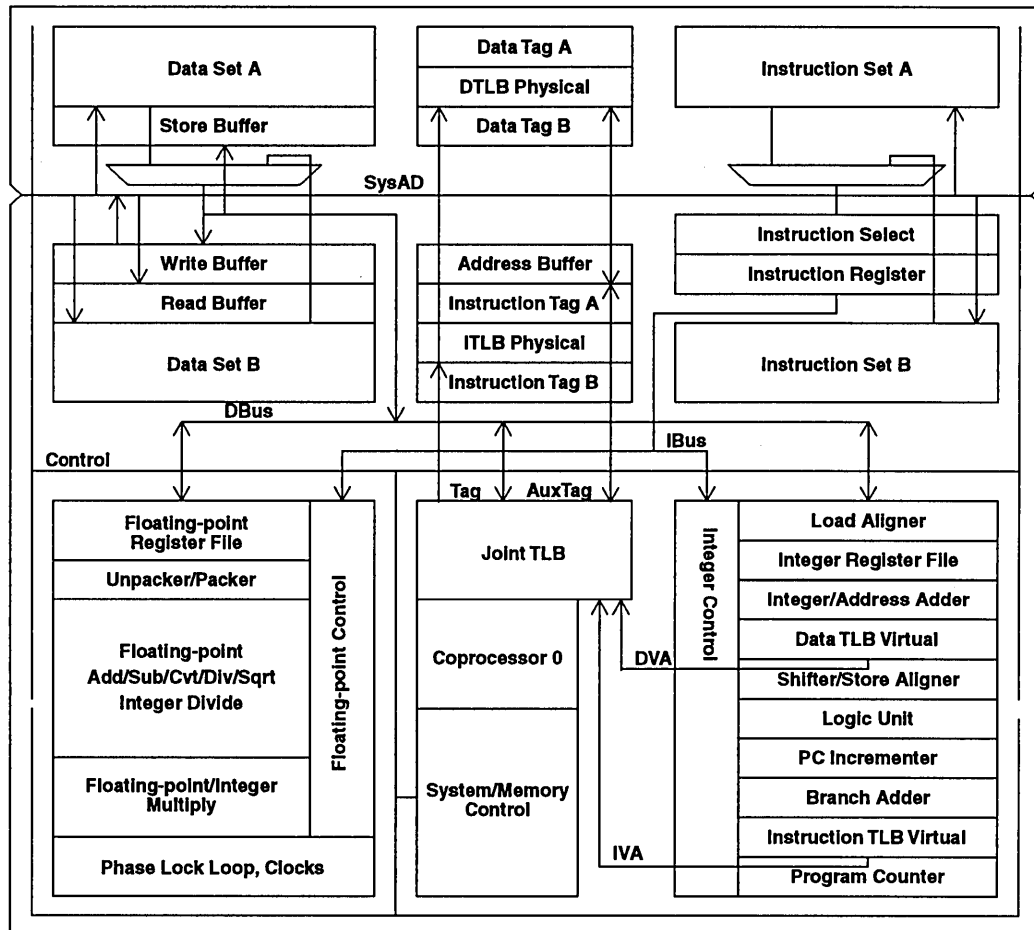 Data Set A
Store Buffer
Data Tag A
DTLB Physical
Data Tag B
Instruction Set A
SysAD
Write Buffer
Read Buffer
Data Set B
Address Buffer
Instruction Tag A
ITLB Physical
Instruction Tag B
Instruction Select
Instruction Register
Instruction Set B
DBus
IBus
Control
Tag
AuxTag
Floating-point
Register File
Unpacker/Packer
Floating-point
Add/Sub/Cvt/Div/Sqrt
Integer Divide
Floating-point/Integer
Multiply
Floating-point Control
Phase Lock Loop, Clocks
Joint TLB
Coprocessor 0
System/Memory
Control
DVA
IVA
Integer Control
Load Aligner
Integer Register File
Integer/Address Adder
Data TLB Virtual
Shifter/Store Aligner
Logic Unit
PC Incrementer
Branch Adder
Instruction TLB Virtual
Program Counter